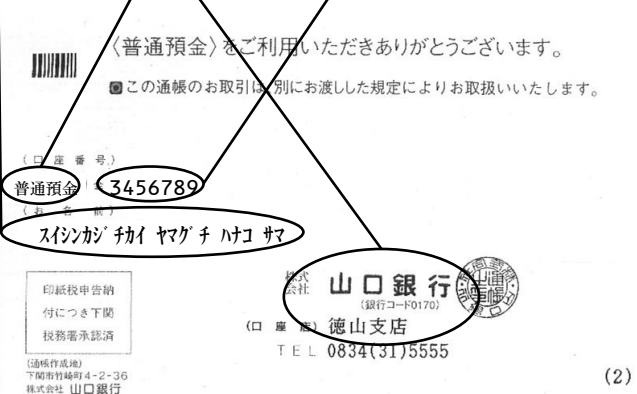 〈普通預金〉をご利用いただきありがとうございます。
この通帳のお取引は、別にお渡しした規定によりお取扱いいたします。
(口座番号)
普通預金 3456789
(お名前)
スイシンカジチカイ ヤマグチ ハナコ サマ
印紙税申告納
付につき下関
税務署承認済
株式会社 山口銀行
(銀行コード0170)
(口座店) 徳山支店
TEL 0834(31)5555
(通帳作成地)
下関市竹崎町4-2-36
株式会社 山口銀行
(2)